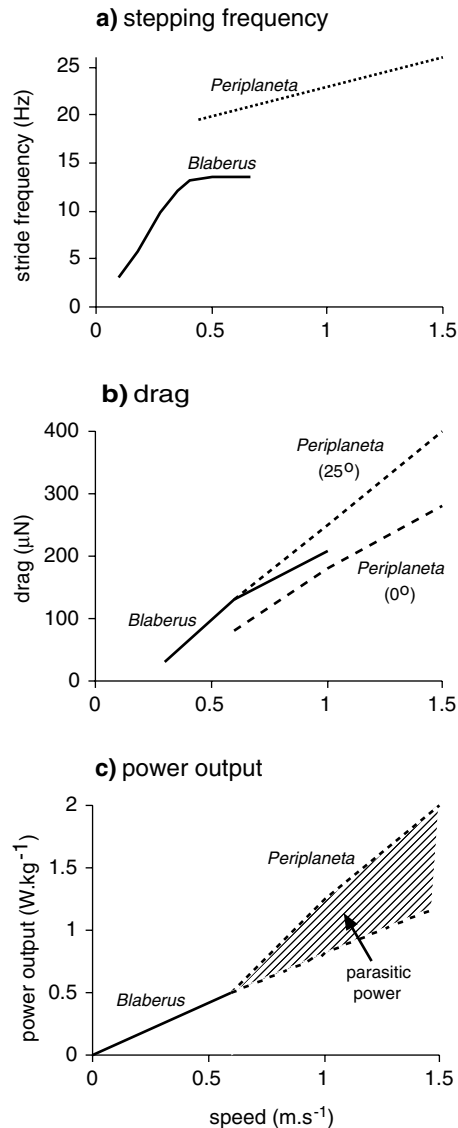 a) stepping frequency
25
20
15
10
5
0
stride frequency (Hz)
Periplaneta
Blaberus
0
0.5
1
1.5
b) drag
400
300
200
100
0
drag (µN)
Periplaneta
(25º)
Periplaneta
(0º)
Blaberus
0
0.5
1
1.5
c) power output
2
1.5
1
0.5
0
power output (W.kg-1)
Periplaneta
Blaberus
parasitic
power
0
0.5
1
1.5
speed (m.s-1)